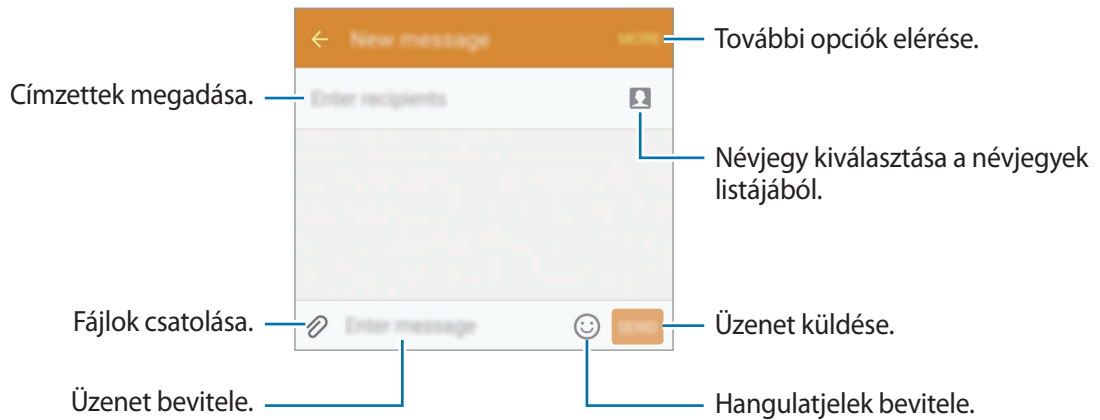 New message
MORE
További opciók elérése.
Címzettek megadása.
Enter recipients
Névjegy kiválasztása a névjegyek
listájából.
Fájlok csatolása.
Enter message
SEND
Üzenet küldése.
Üzenet bevitele.
Hangulatjelek bevitele.